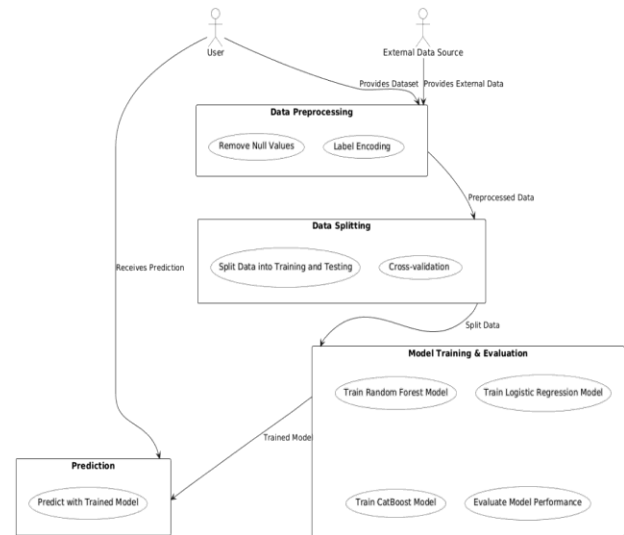 User
External Data Source
Provides Dataset
Provides External Data
Data Preprocessing
Remove Null Values
Label Encoding
Preprocessed Data
Data Splitting
Split Data into Training and Testing
Cross-validation
Receives Prediction
Split Data
Model Training & Evaluation
Train Random Forest Model
Train Logistic Regression Model
Trained Model
Prediction
Predict with Trained Model
Train CatBoost Model
Evaluate Model Performance